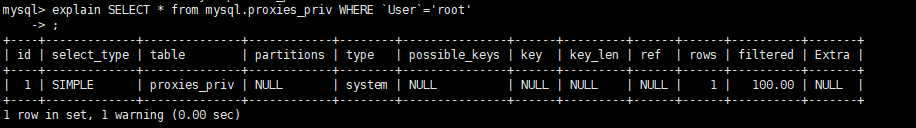 mysql> explain SELECT * from mysql.proxies_priv WHERE `User`='root'
    -> ;
+----+-------------+--------------+------------+--------+---------------+------+---------+------+------+----------+-------+
| id | select_type | table        | partitions | type   | possible_keys | key  | key_len | ref  | rows | filtered | Extra |
+----+-------------+--------------+------------+--------+---------------+------+---------+------+------+----------+-------+
|  1 | SIMPLE      | proxies_priv | NULL       | system | NULL          | NULL | NULL    | NULL |    1 |   100.00 | NULL  |
+----+-------------+--------------+------------+--------+---------------+------+---------+------+------+----------+-------+
1 row in set, 1 warning (0.00 sec)